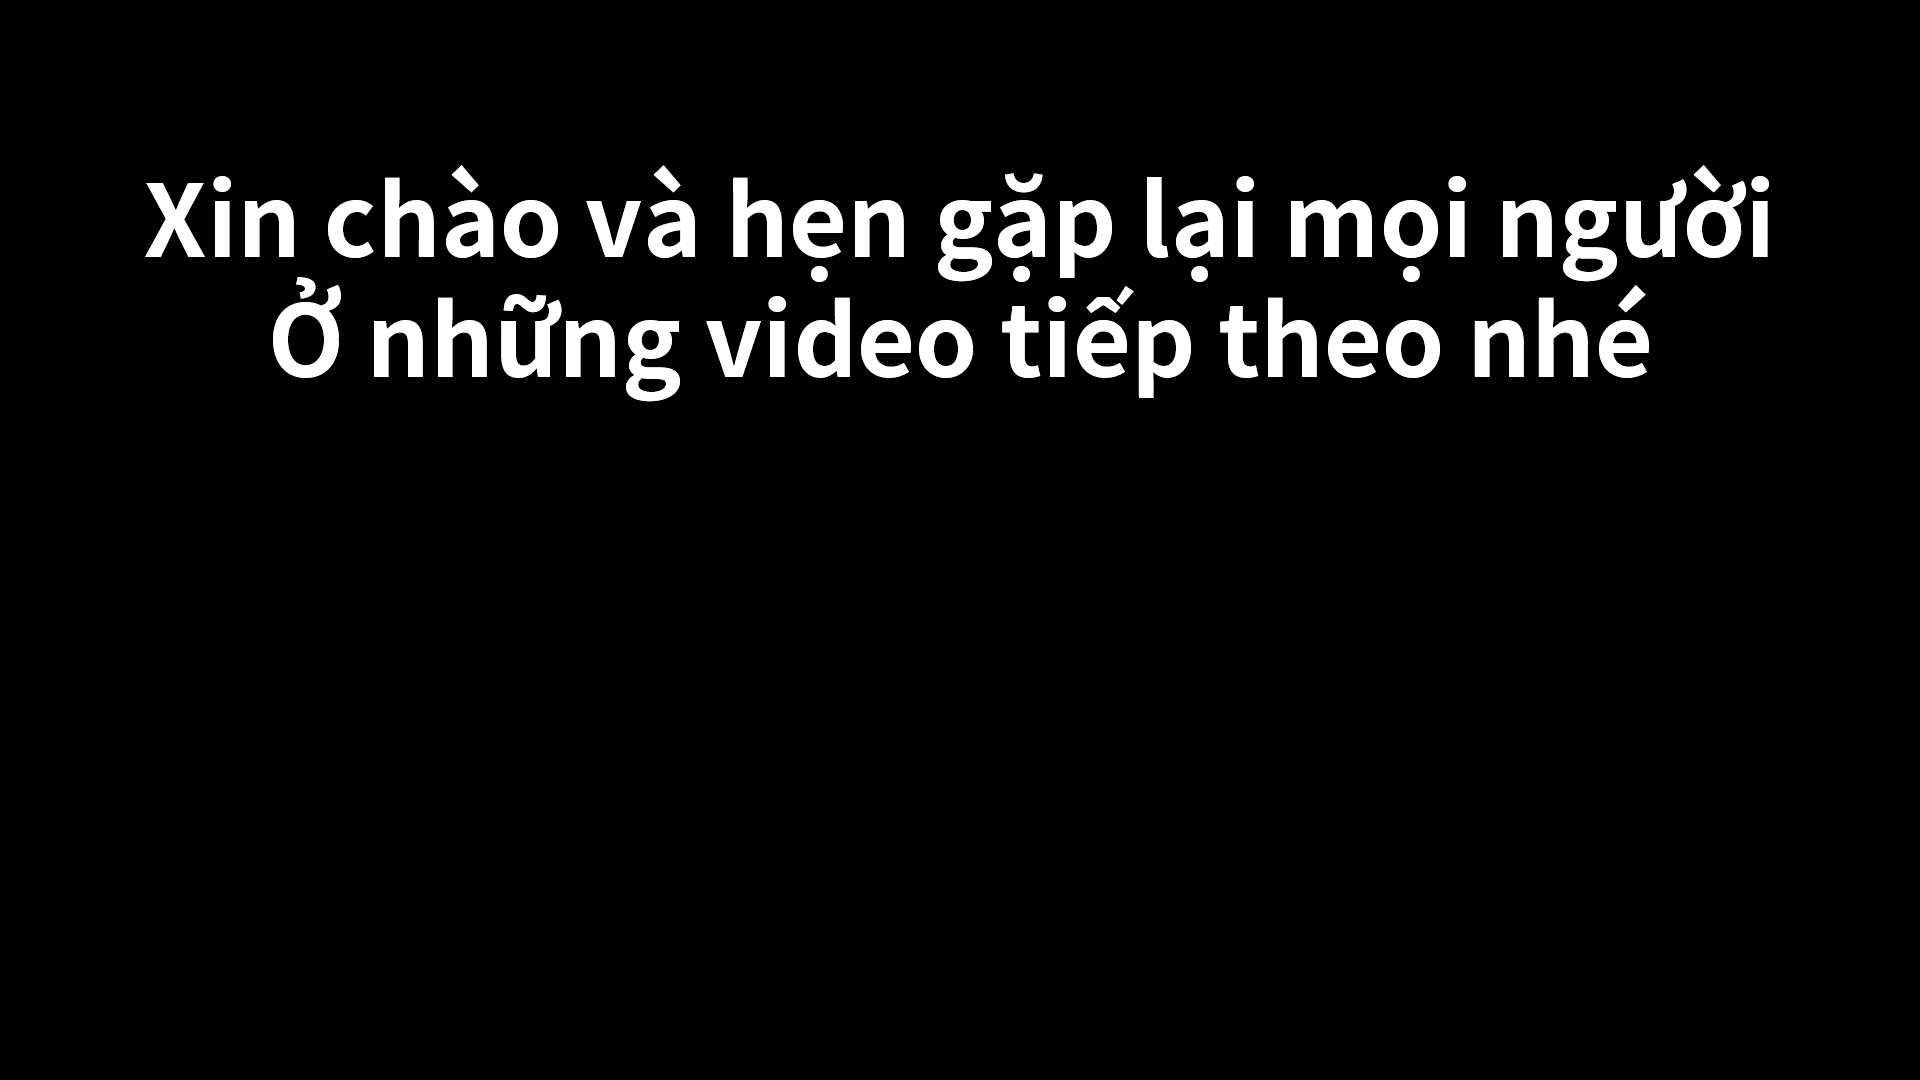 Xin chào và hẹn gặp lại mọi người
Ở những video tiếp theo nhé